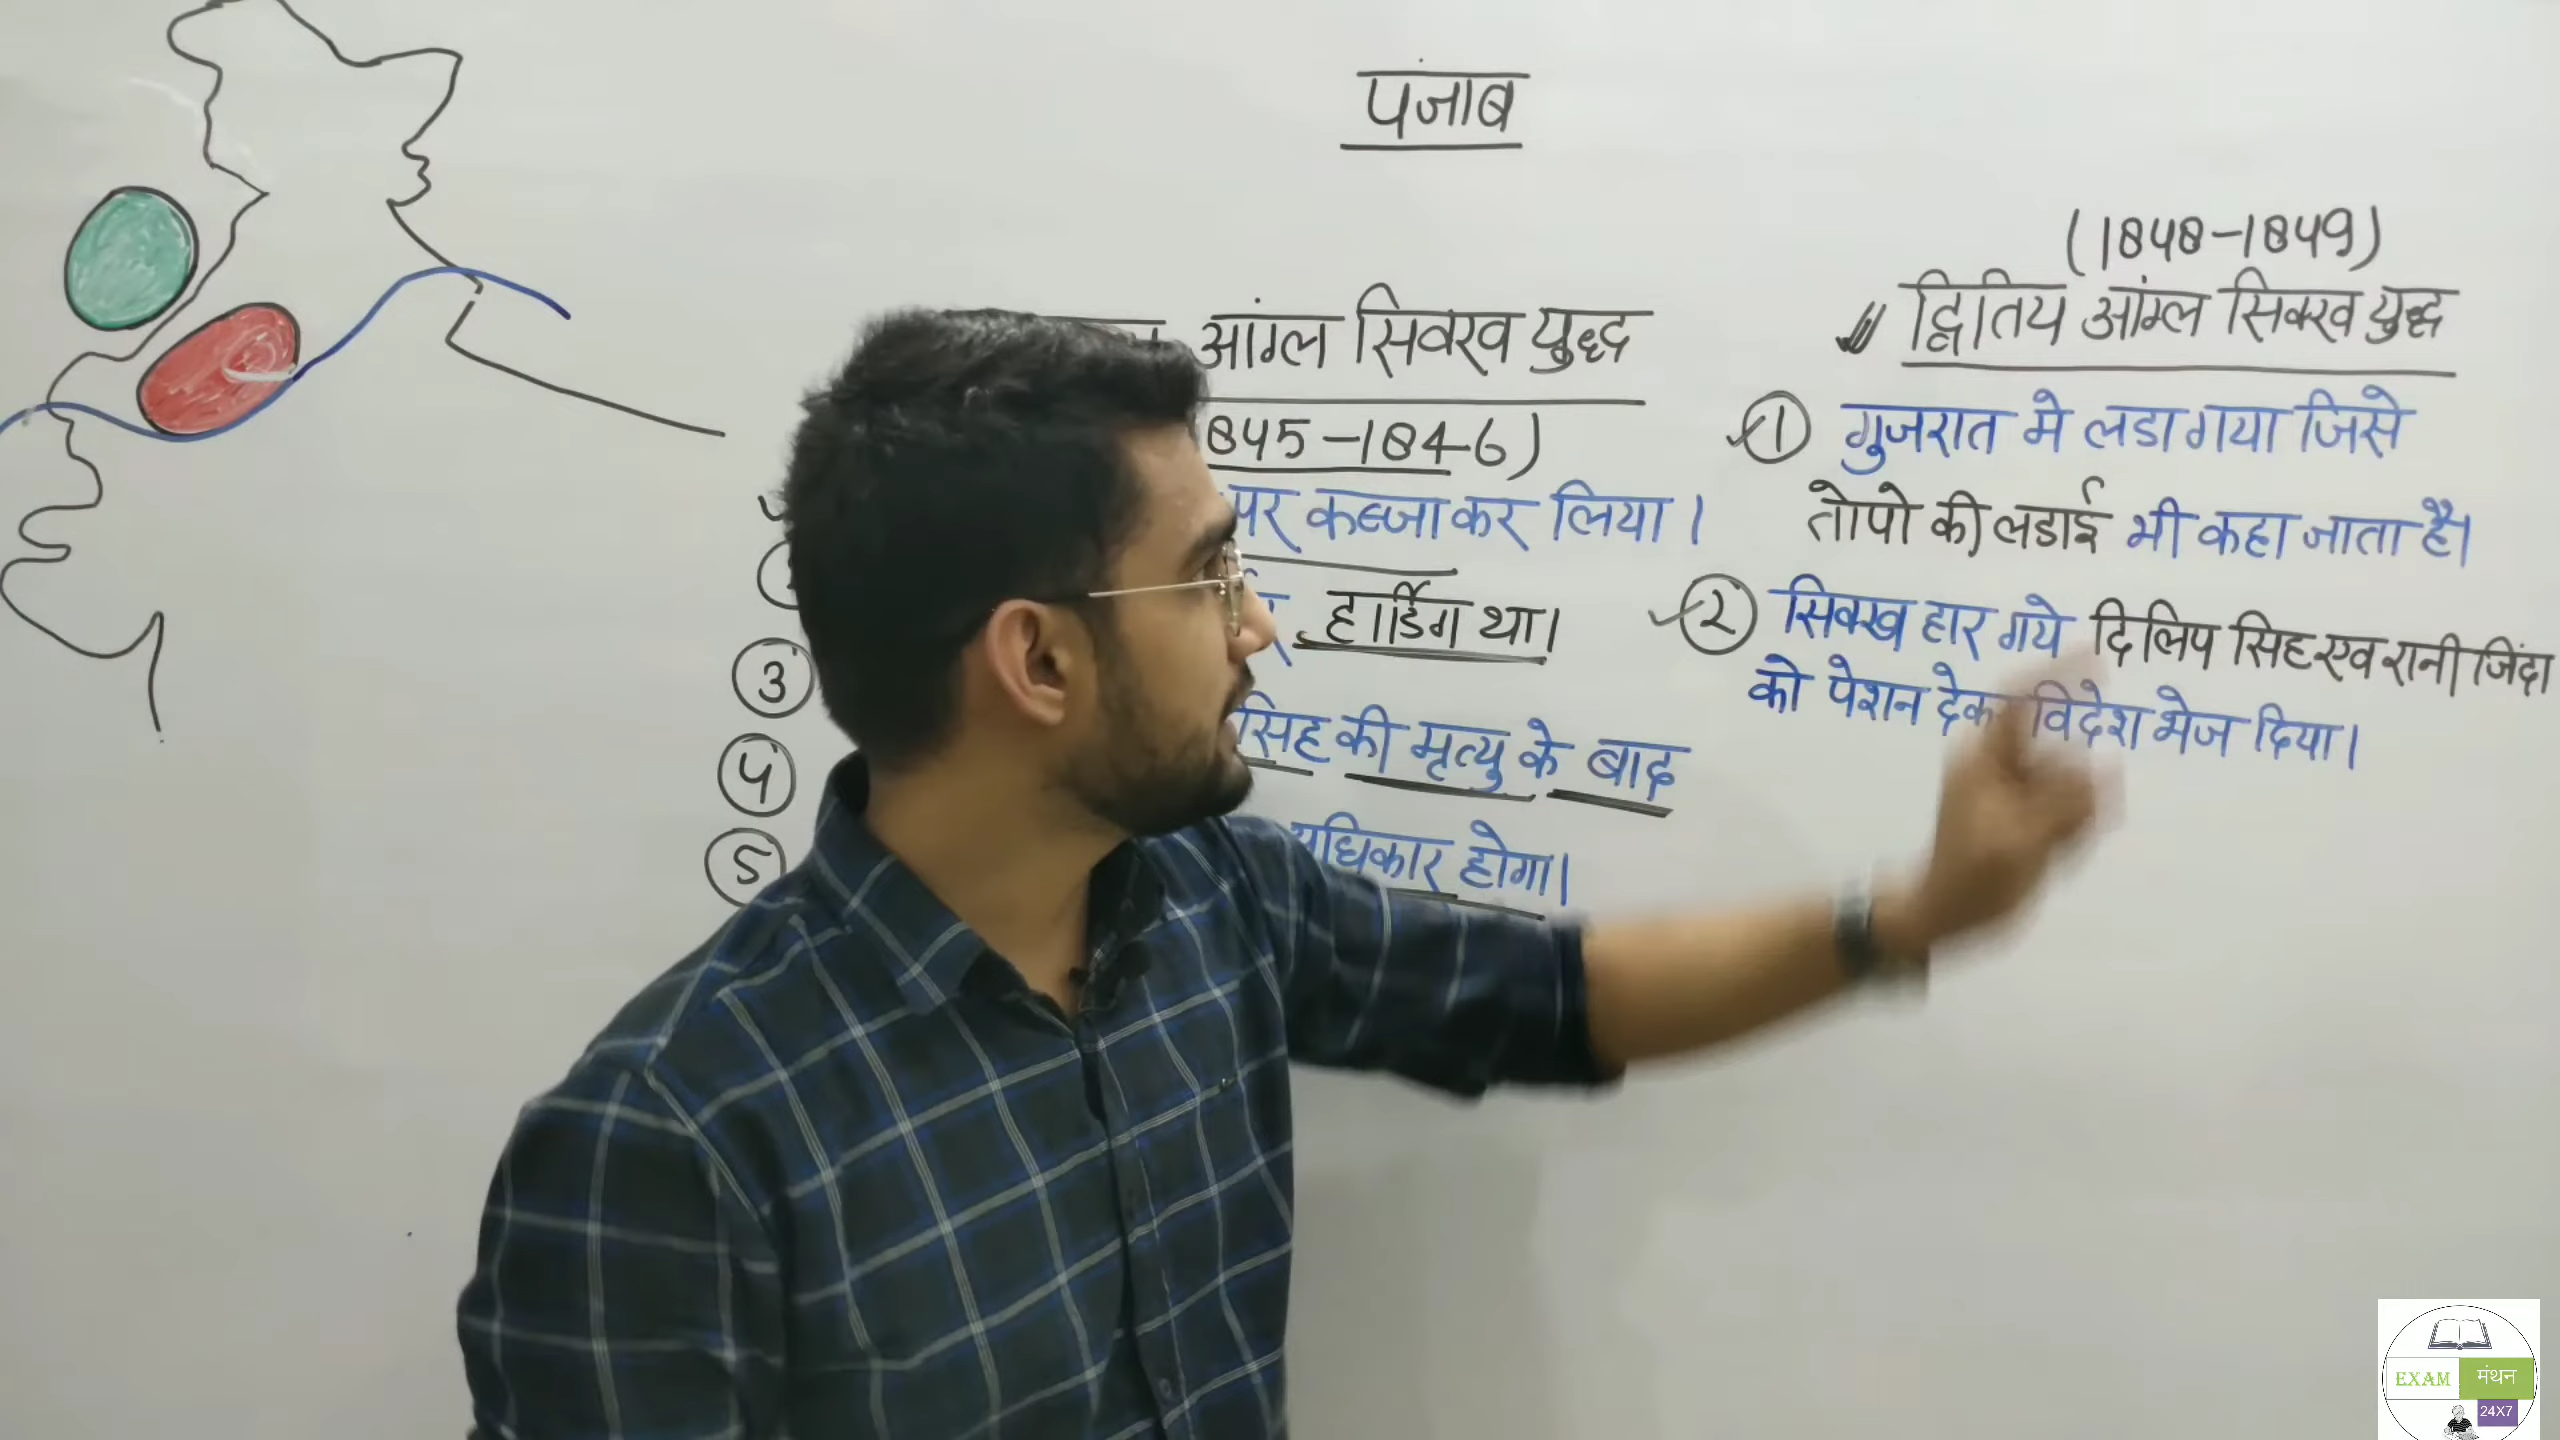 पंजाब
आंग्ल सिक्ख युद्ध
845-1846)
पर कब्जा कर लिया।
हार्डिंग था।
3
सिंह की मृत्यु के बाद
4
5
अधिकार होगा।
(1848-1849)
द्वितिय आंग्ल सिक्ख युद्ध
1 गुजरात मे लडा गया जिसे
तोपो की लडाई भी कहा जाता है।
2 सिक्ख हार गये दिलिप सिह एव रानी जिंदा
को पेशन देकर विदेश भेज दिया।
EXAM मंथन
24X7